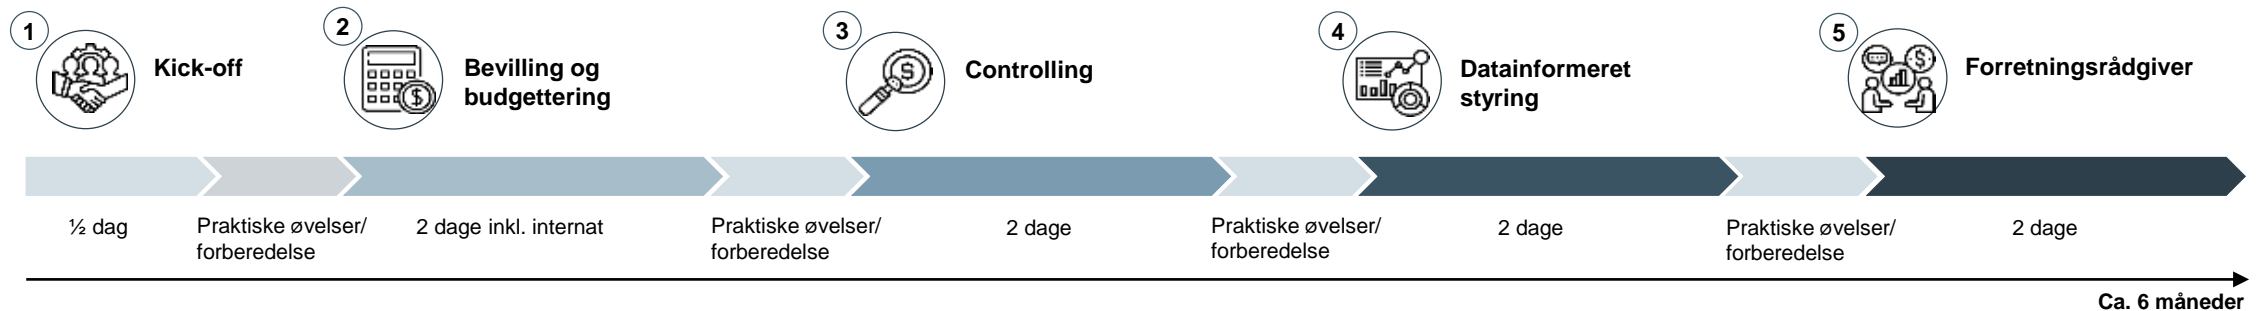 1
Kick-off
2
Bevilling og
budgettering
3
Controlling
4
Datainformeret
styring
5
Forretningsrådgiver
½ dag
Praktiske øvelser/
forberedelse
2 dage inkl. internat
Praktiske øvelser/
forberedelse
2 dage
Praktiske øvelser/
forberedelse
2 dage
Praktiske øvelser/
forberedelse
2 dage
Ca. 6 måneder